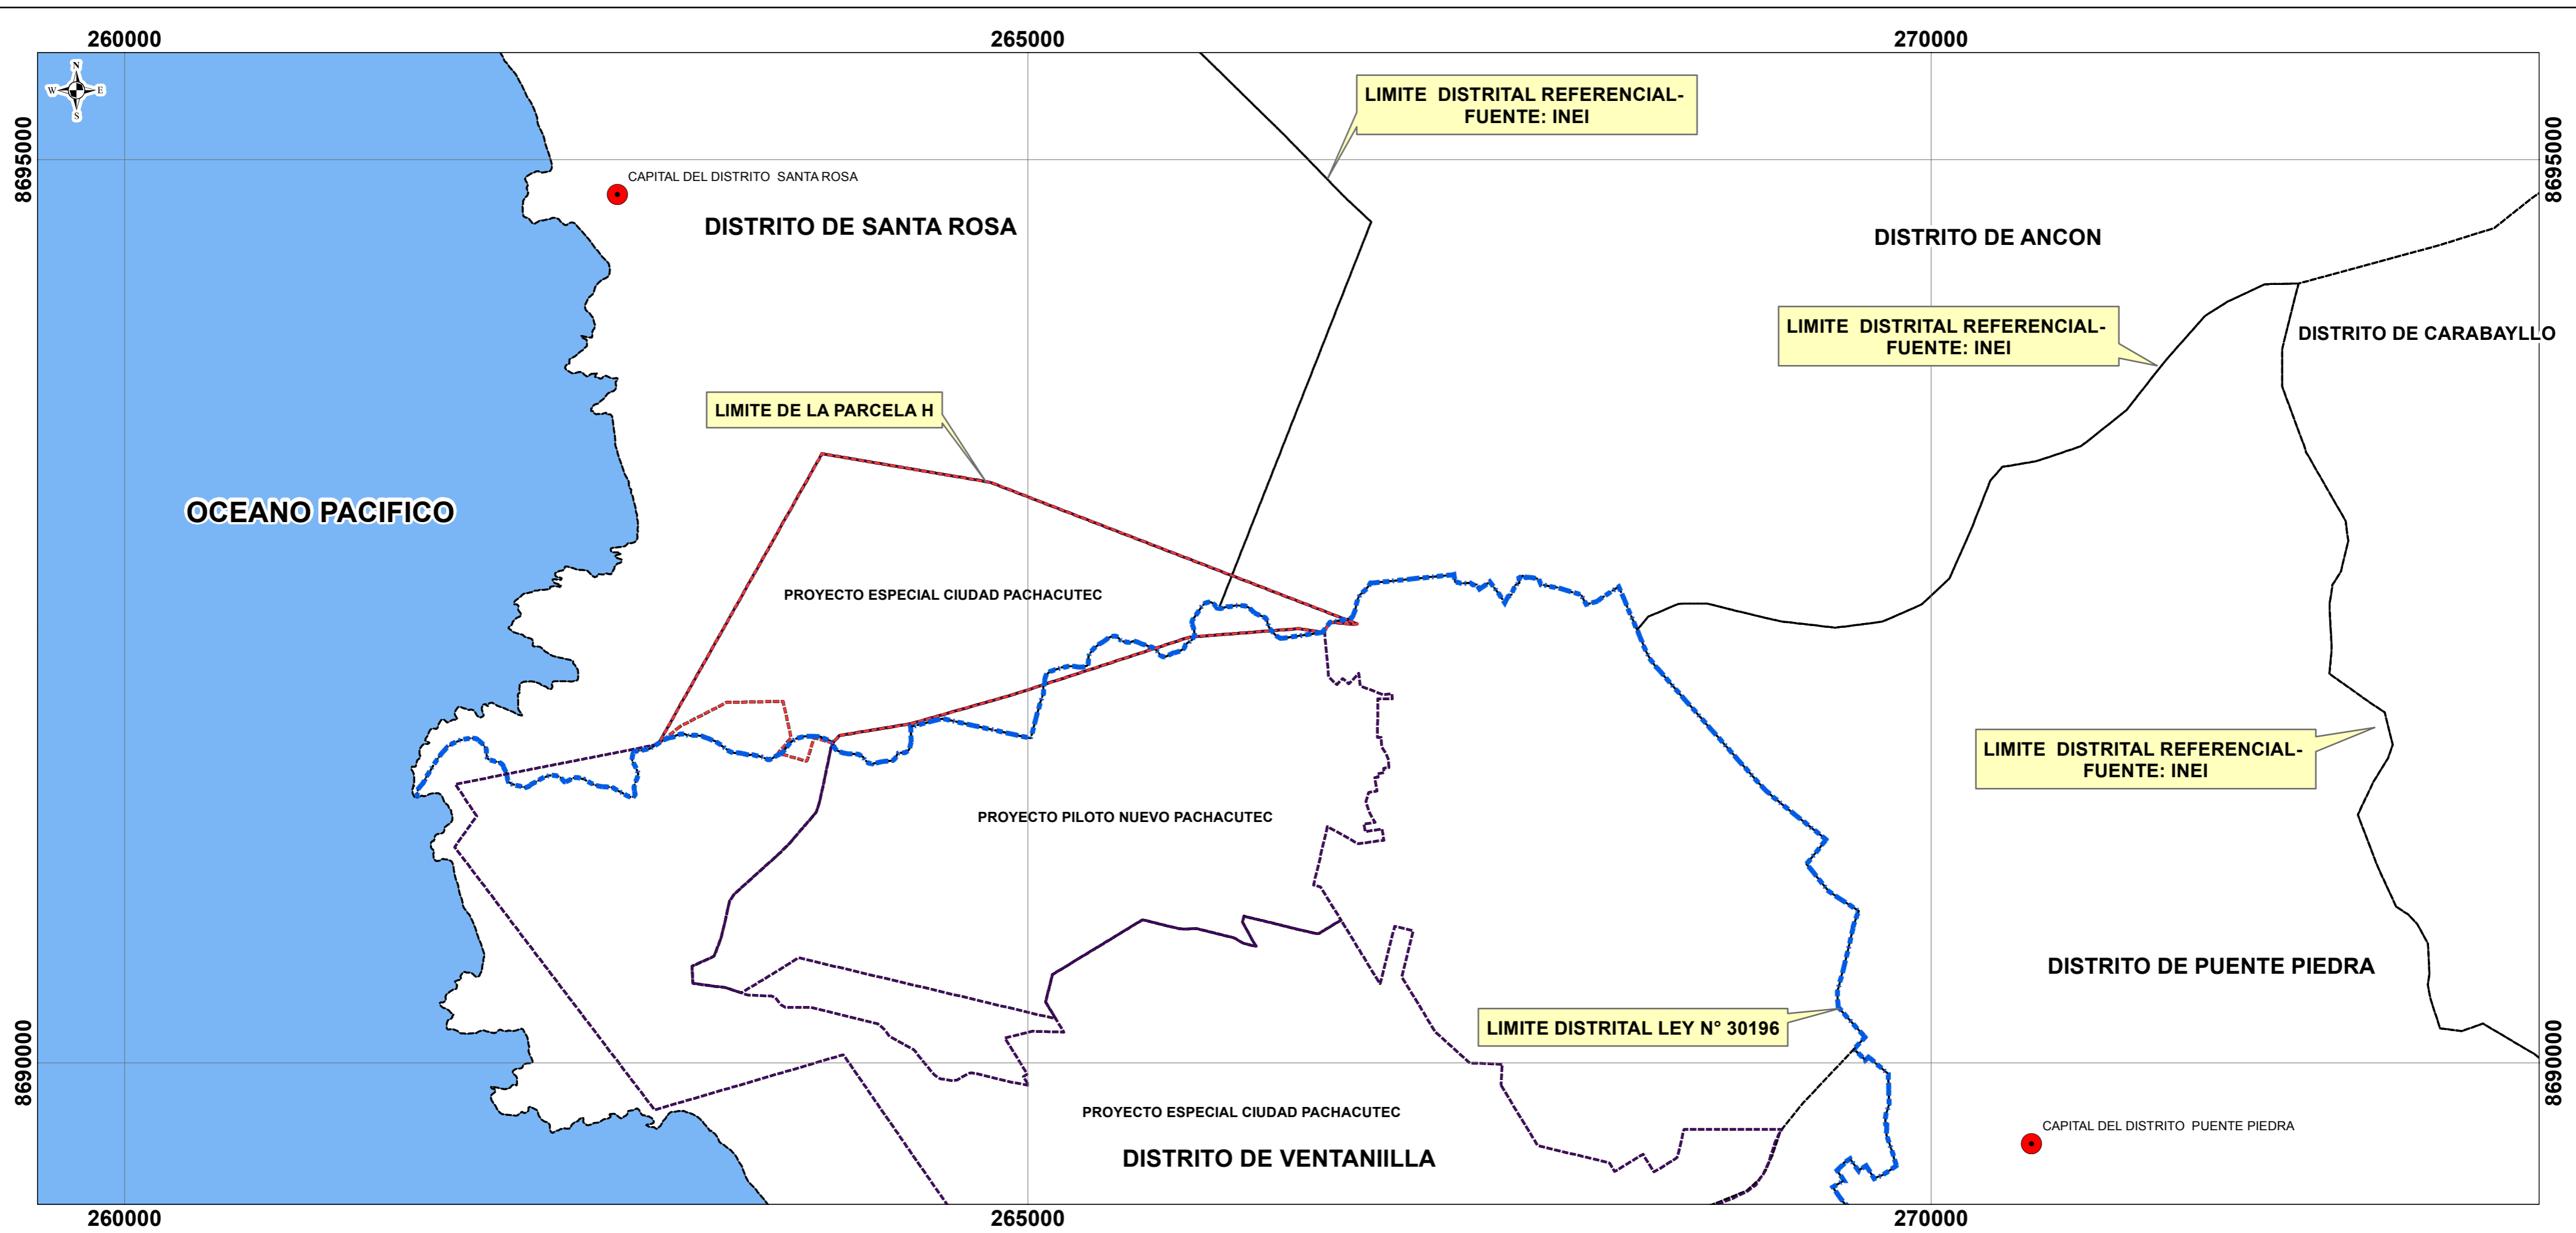 260000
265000
270000
N
W
E
S
8695000
8695000
LIMITE DISTRITAL REFERENCIAL-
FUENTE: INEI
CAPITAL DEL DISTRITO SANTA ROSA
DISTRITO DE SANTA ROSA
DISTRITO DE ANCON
LIMITE DISTRITAL REFERENCIAL-
FUENTE: INEI
DISTRITO DE CARABAYLLO
LIMITE DE LA PARCELA H
OCEANO PACIFICO
PROYECTO ESPECIAL CIUDAD PACHACUTEC
LIMITE DISTRITAL REFERENCIAL-
FUENTE: INEI
PROYECTO PILOTO NUEVO PACHACUTEC
DISTRITO DE PUENTE PIEDRA
LIMITE DISTRITAL LEY N° 30196
8690000
8690000
PROYECTO ESPECIAL CIUDAD PACHACUTEC
CAPITAL DEL DISTRITO PUENTE PIEDRA
DISTRITO DE VENTANIILLA
260000
265000
270000